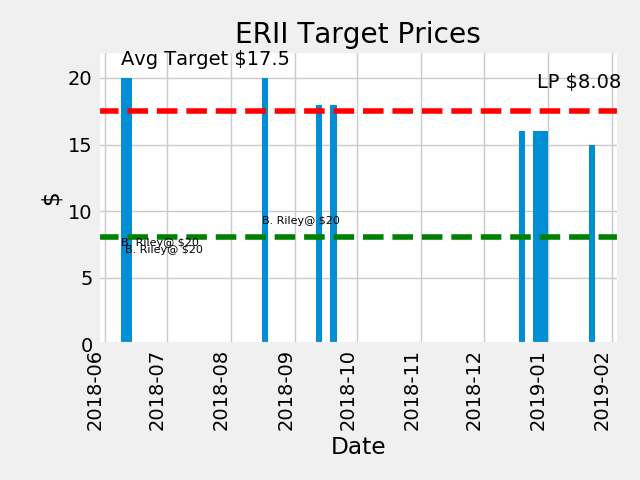 ERII Target Prices
Avg Target $17.5
LP $8.08
B. Riley@ $20
B. Riley@ $20
B. Riley@ $20
$
20
15
10
5
0
2018-06
2018-07
2018-08
2018-09
2018-10
2018-11
2018-12
2019-01
2019-02
Date